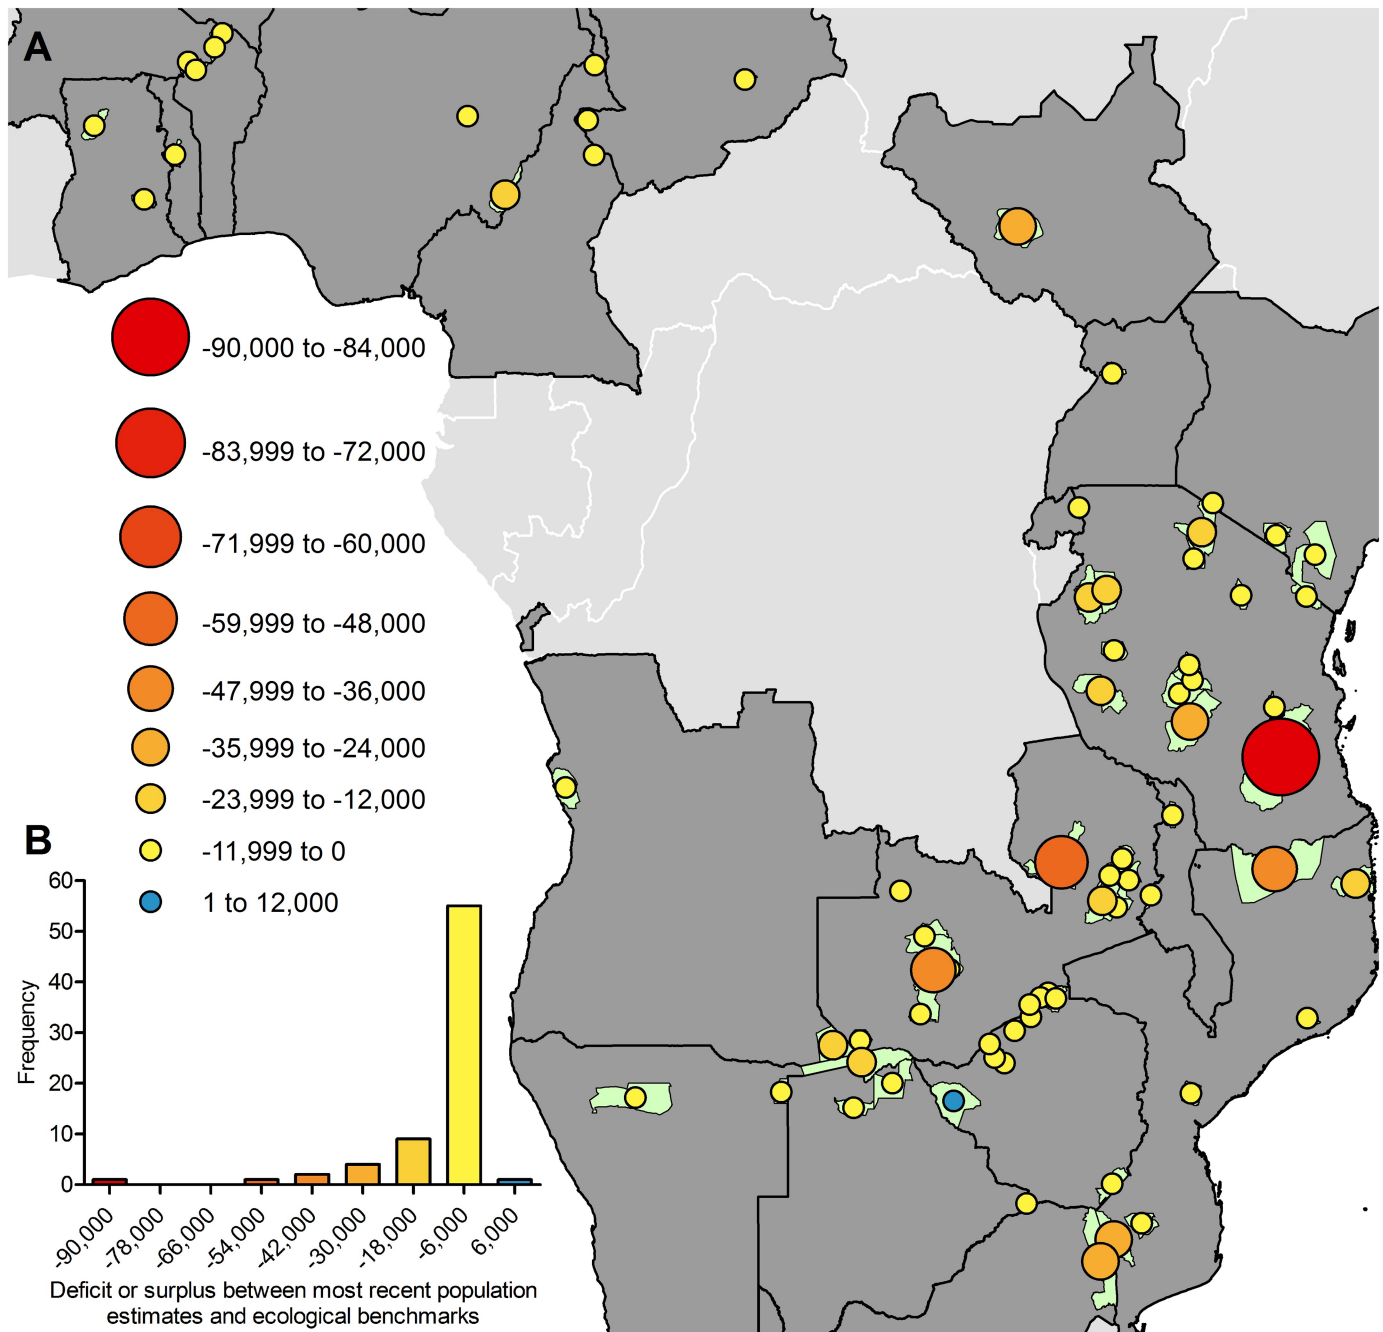 A
-90,000 to -84,000
-83,999 to -72,000
-71,999 to -60,000
-59,999 to -48,000
-47,999 to -36,000
-35,999 to -24,000
-23,999 to -12,000
-11,999 to 0
1 to 12,000
B
60
50
40
30
20
10
0
Frequency
-90,000
-78,000
-66,000
-54,000
-42,000
-30,000
-18,000
-6,000
6,000
Deficit or surplus between most recent population
estimates and ecological benchmarks